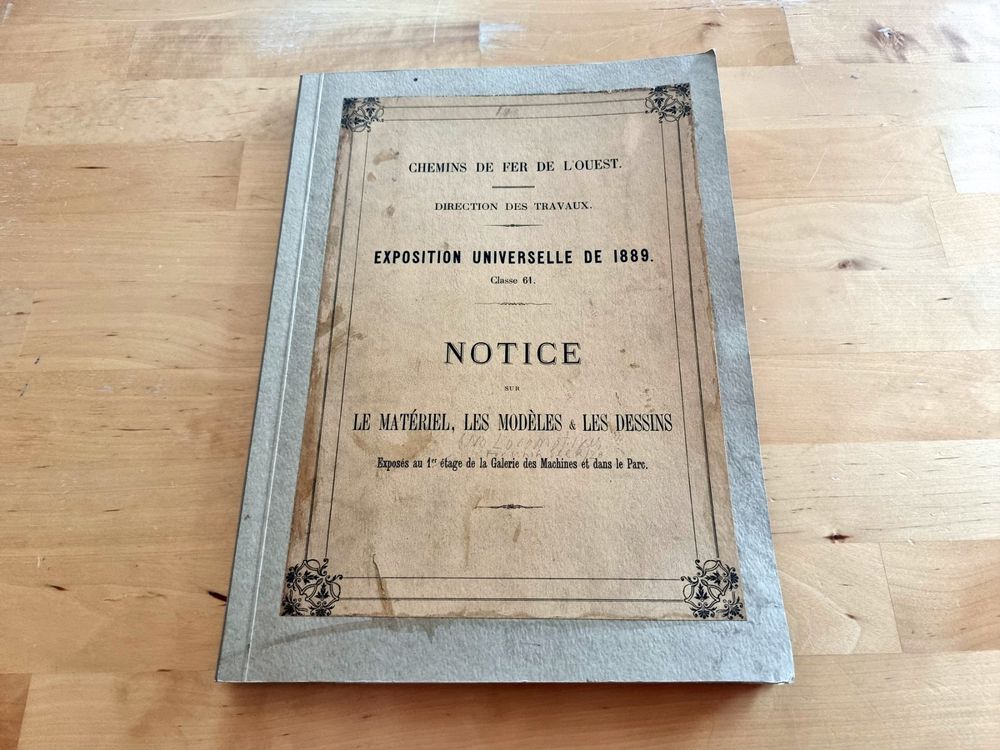 CHEMINS DE FER DE L'OUEST.
DIRECTION DES TRAVAUX.
EXPOSITION UNIVERSELLE DE 1889.
Classe 61.
NOTICE
SUR
LE MATÉRIEL, LES MODÈLES & LES DESSINS
Exposés au 1er étage de la Galerie des Machines et dans le Parc.